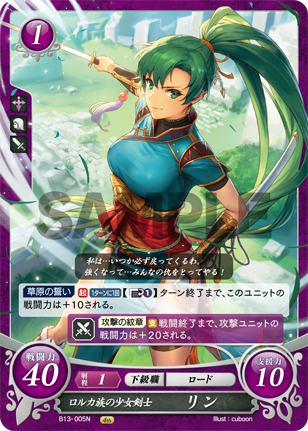 1
SAMPLE
私は…いつか必ず戻ってくるわ。
強くなって…みんなの仇をとってやる!
草原の誓い 起 1ターンに1回 1 ターン終了まで、このユニットの
戦闘力は+10される。
攻撃の紋章 支 戦闘終了まで、攻撃ユニットの
戦闘力は+20される。
戦闘力 40
射程 1 下級職 ロード
支援力 10
ロルカ族の少女剣士 リン
B13-005N 4th Illust:cuboon